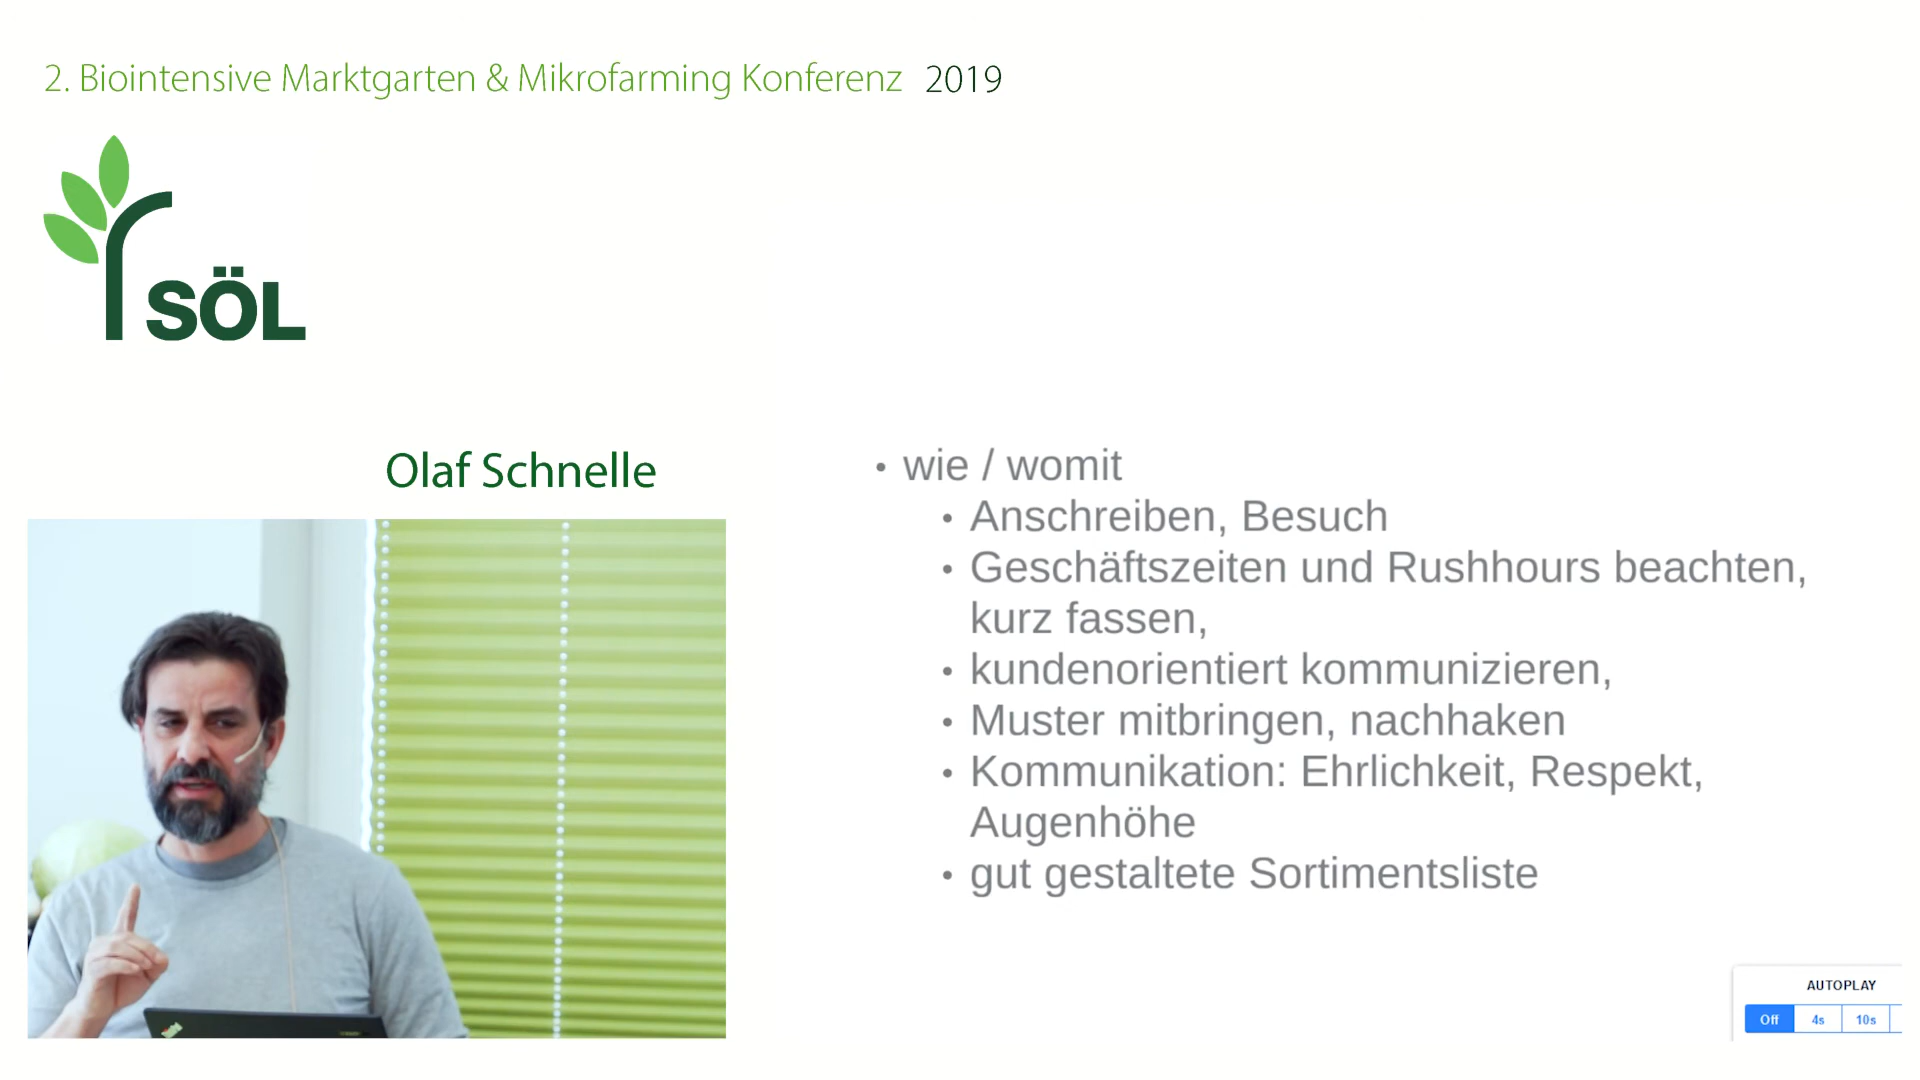 2. Biointensive Marktgarten & Mikrofarming Konferenz 2019
SÖL
Olaf Schnelle
• wie / womit
• Anschreiben, Besuch
• Geschäftszeiten und Rushhours beachten,
kurz fassen,
• kundenorientiert kommunizieren,
• Muster mitbringen, nachhaken
• Kommunikation: Ehrlichkeit, Respekt,
Augenhöhe
• gut gestaltete Sortimentsliste
AUTOPLAY
Off 4s 10s